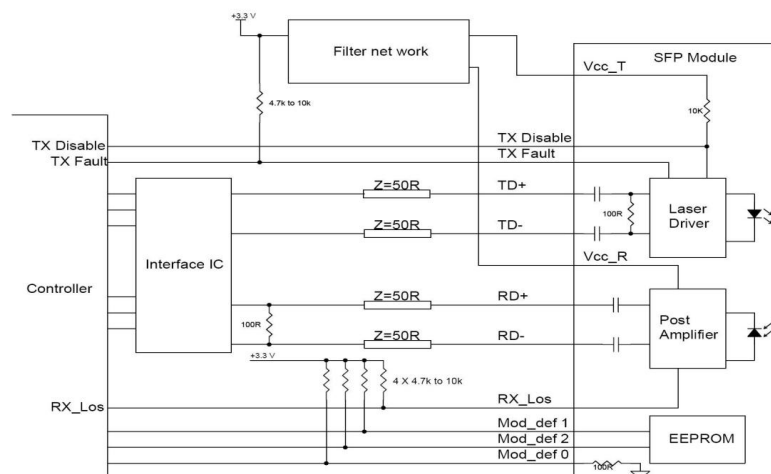 +3.3 V
Filter net work
SFP Module
Vcc_T
4.7k to 10k
10K
TX Disable
TX Disable
TX Fault
TX Fault
Z=50R
TD+
100R
Laser
Driver
Z=50R
TD-
Interface IC
Vcc_R
Controller
Z=50R
RD+
100R
Z=50R
RD-
Post
Amplifier
+3.3 V
4 X 4.7k to 10k
RX_Los
RX_Los
Mod_def 1
Mod_def 2
EEPROM
Mod_def 0
100R